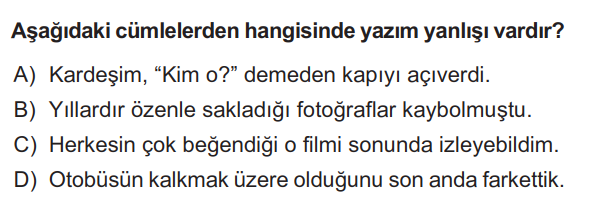 Aşağıdaki cümlelerden hangisinde yazım yanlışı vardır?
A) Kardeşim, “Kim o?” demeden kapıyı açıverdi.
B) Yıllardır özenle sakladığı fotoğraflar kaybolmuştu.
C) Herkesin çok beğendiği o filmi sonunda izleyebildim.
D) Otobüsün kalkmak üzere olduğunu son anda farkettik.